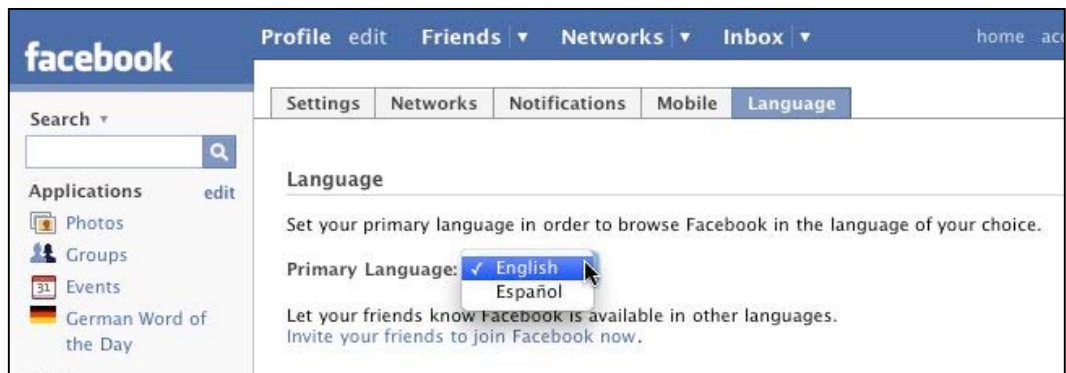 facebook
Profile edit Friends ▼ Networks ▼ Inbox ▼ home
Search ▼
Applications edit
Photos
Groups
31 Events
German Word of
the Day
Settings Networks Notifications Mobile Language
Language
Set your primary language in order to browse Facebook in the language of your choice.
Primary Language: ✓ English
Español
Let your friends know Facebook is available in other languages.
Invite your friends to join Facebook now.